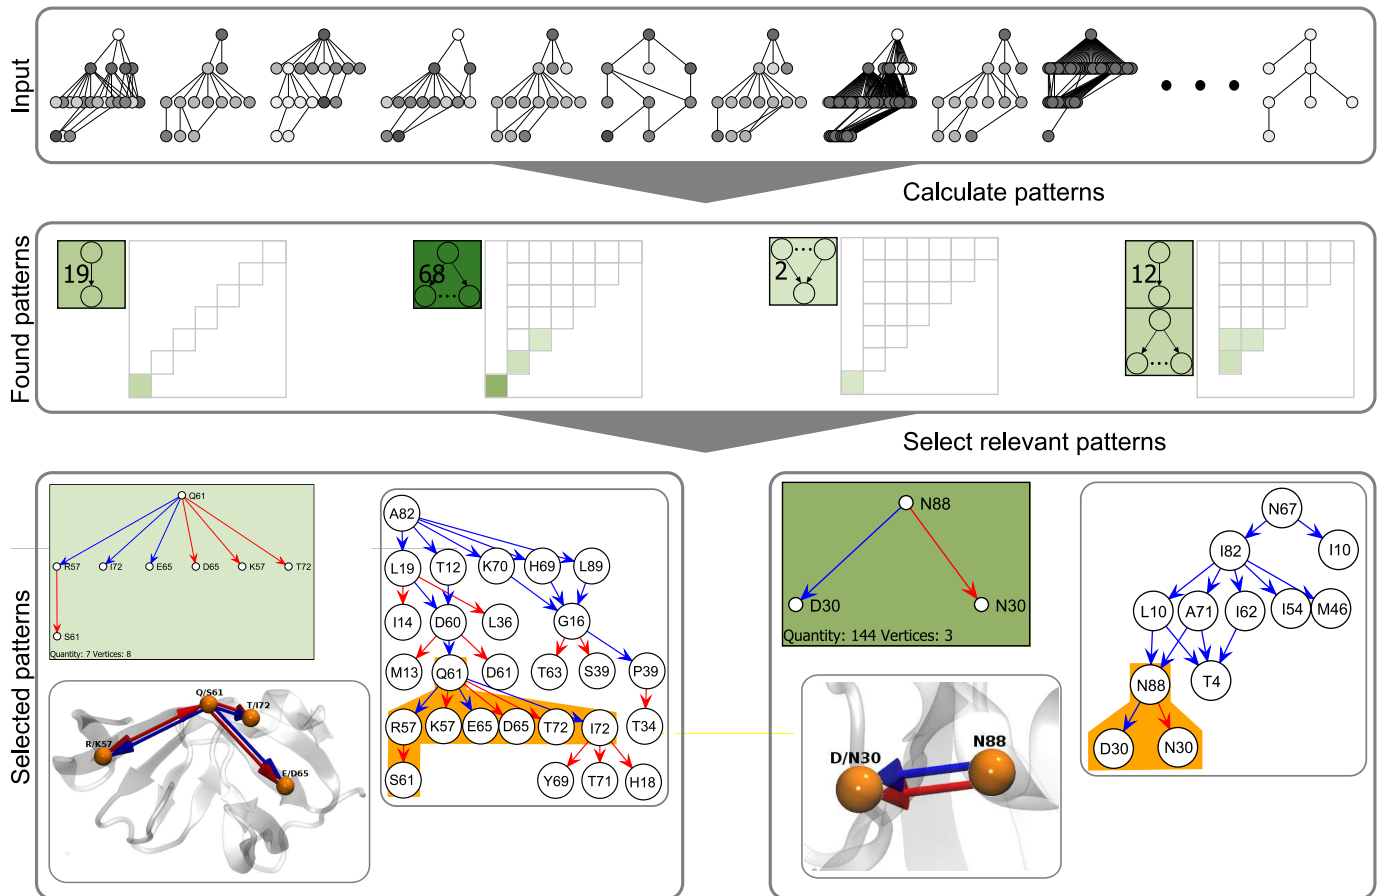 Input
Calculate patterns
Found patterns
19
68
2
12
Select relevant patterns
Selected patterns
Q61
R57 I72 E65 D65 K57 T72
S61
Quantity: 7 Vertices: 8
Q/S61
T/I72
R/K57
E/D65
A82
L19 T12 K70 H69 L89
I14 D60 L36 G16
M13 Q61 D61 T63 S39 P39
R57 K57 E65 D65 T72 I72 T34
S61 Y69 T71 H18
N88
D30 N30
Quantity: 144 Vertices: 3
D/N30 N88
N67
I82 I10
L10 A71 I62 I54 M46
N88 T4
D30 N30